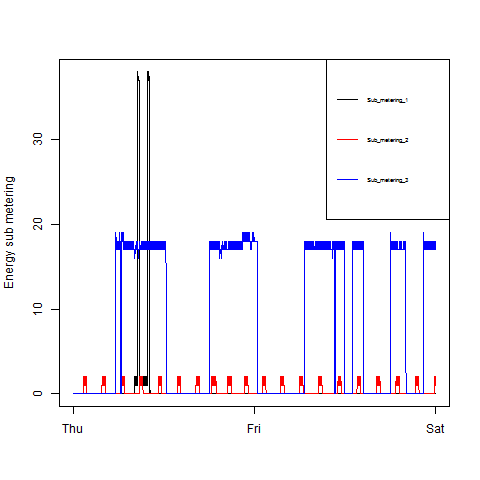 Energy sub metering
30
20
10
0
Sub_metering_1
Sub_metering_2
Sub_metering_3
Thu
Fri
Sat